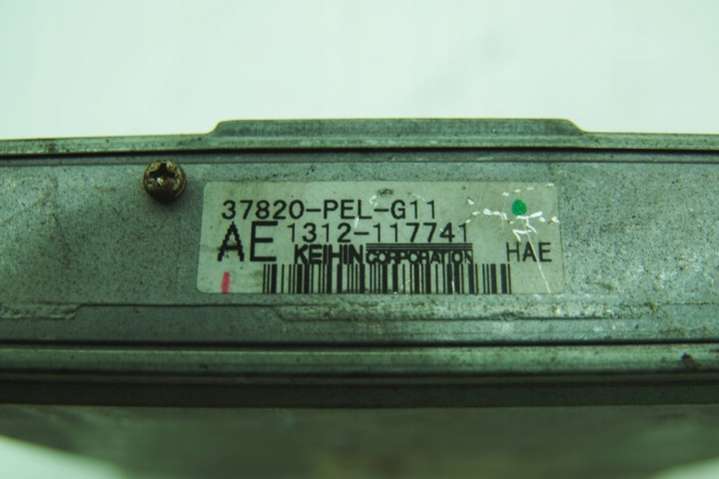 37820-PEL-G11
AE 1312-117741
KEIHIN CORPORATION HAE